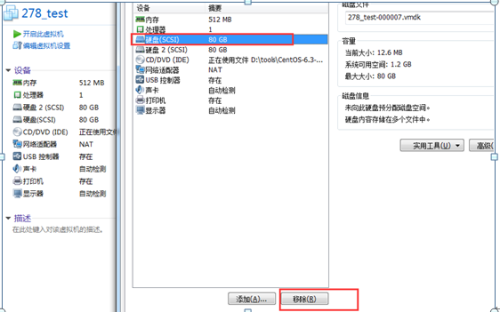 278_test
开启此虚拟机
编辑虚拟机设置
设备
内存 512 MB
处理器 1
硬盘 2 (SCSI) 80 GB
硬盘(SCSI) 80 GB
CD/DVD (IDE) 正在使用文件
网络适配器 NAT
USB 控制器 存在
声卡 自动检测
打印机 存在
显示器 自动检测
描述
在此处键入对该虚拟机的描述。
设备 摘要
内存 512 MB
处理器 1
硬盘(SCSI) 80 GB
硬盘 2 (SCSI) 80 GB
CD/DVD (IDE) 正在使用文件 D:\tools\CentOS-6.3-...
网络适配器 NAT
USB 控制器 存在
声卡 自动检测
打印机 存在
显示器 自动检测
添加(A)...
移除(R)
磁盘文件
278_test-000007.vmdk
容量
当前大小: 12.6 MB
系统可用空间: 1.2 GB
最大大小: 80 GB
磁盘信息
未向此硬盘预分配磁盘空间。
硬盘内容存储在多个文件中。
实用工具(U)
高级(